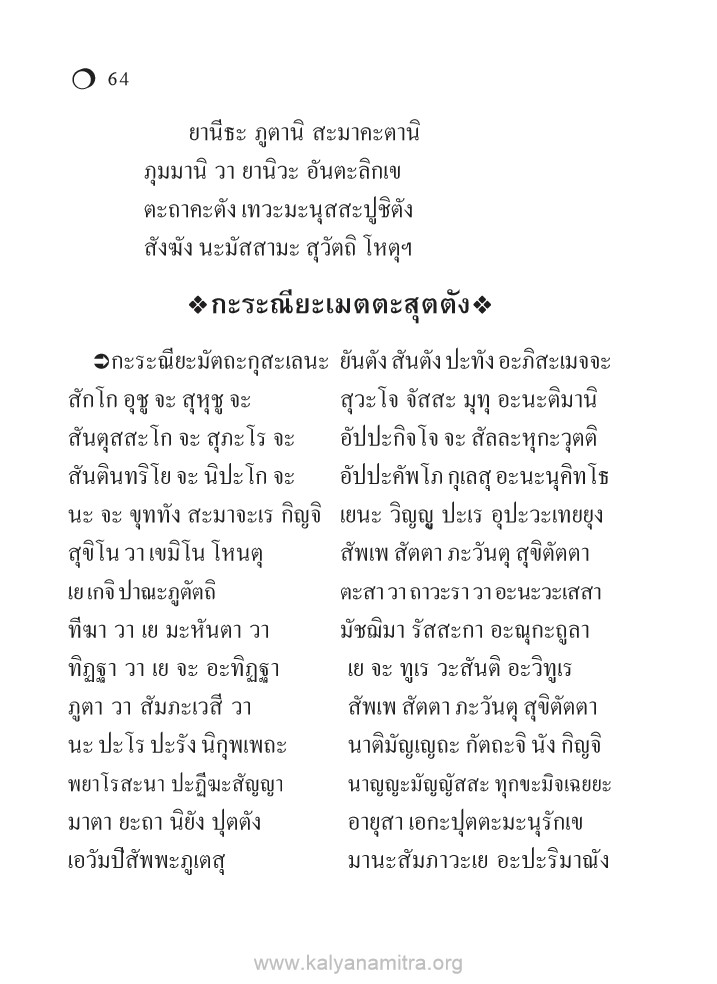 64
ยานีธะ ภูตานิ สะมาคะตานิ
ภุมมานิ วา ยานิวะ อันตะลิกเข
ตะถาคะตัง เทวะมะนุสสะปูชิตัง
สังฆัง นะมัสสามะ สุวัตถิ โหตุฯ
❖กะระณียะเมตตะสุตตัง❖
➲กะระณียะมัตถะกุสะเลนะ ยันตัง สันตัง ปะทัง อะภิสะเมจจะ
สักโก อุชู จะ สุหุชู จะ สุวะโจ จัสสะ มุทุ อะนะติมานิ
สันตุสสะโก จะ สุภะโร จะ อัปปะกิจโจ จะ สัลละหุกะวุตติ
สันตินทริโย จะ นิปะโก จะ อัปปะคัพโภ กุเลสุ อะนะนุคิทโธ
นะ จะ ขุททัง สะมาจะเร กิญจิ เยนะ วิญญู ปะเร อุปะวะเทยยุง
สุขิโน วา เขมิโน โหนตุ สัพเพ สัตตา ภะวันตุ สุขิตัตตา
เย เกจิ ปาณะภูตัตถิ ตะสา วา ถาวะรา วา อะนะวะเสสา
ทีฆา วา เย มะหันตา วา มัชฌิมา รัสสะกา อะณุกะถูลา
ทิฏฐา วา เย จะ อะทิฏฐา เย จะ ทูเร วะสันติ อะวิทูเร
ภูตา วา สัมภะเวสี วา สัพเพ สัตตา ภะวันตุ สุขิตัตตา
นะ ปะโร ปะรัง นิกุพเพถะ นาติมัญเญถะ กัตถะจิ นัง กิญจิ
พยาโรสะนา ปะฏีฆะสัญญา นาญญะมัญญัสสะ ทุกขะมิจเฉยยะ
มาตา ยะถา นิยัง ปุตตัง อายุสา เอกะปุตตะมะนุรักเข
เอวัมปีสัพพะภูเตสุ มานะสัมภาวะเย อะปะริมาณัง
www.kalyanamitra.org